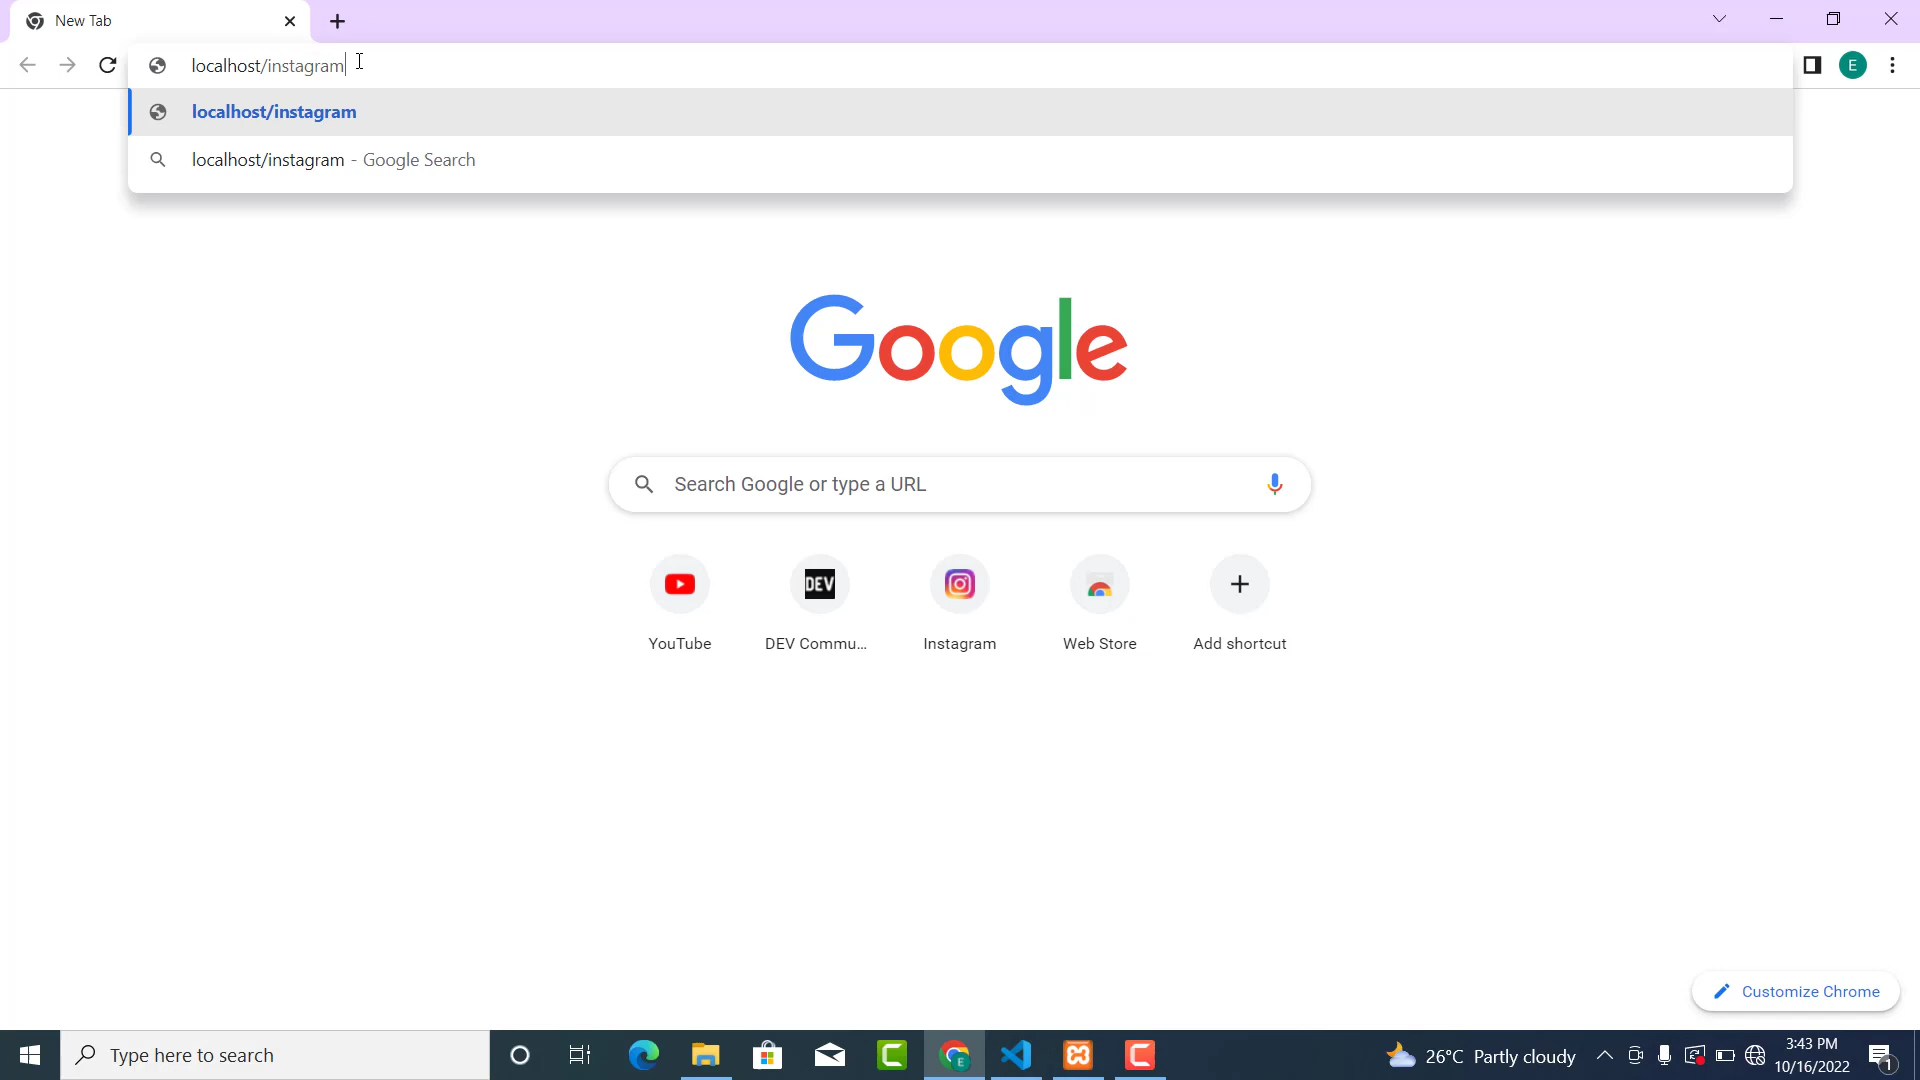 New Tab
localhost/instagram
E
localhost/instagram
localhost/instagram - Google Search
Google
Search Google or type a URL
DEV
YouTube
DEV Commu...
Instagram
Web Store
Add shortcut
Customize Chrome
Type here to search
E
26°C Partly cloudy
3:43 PM
10/16/2022
1